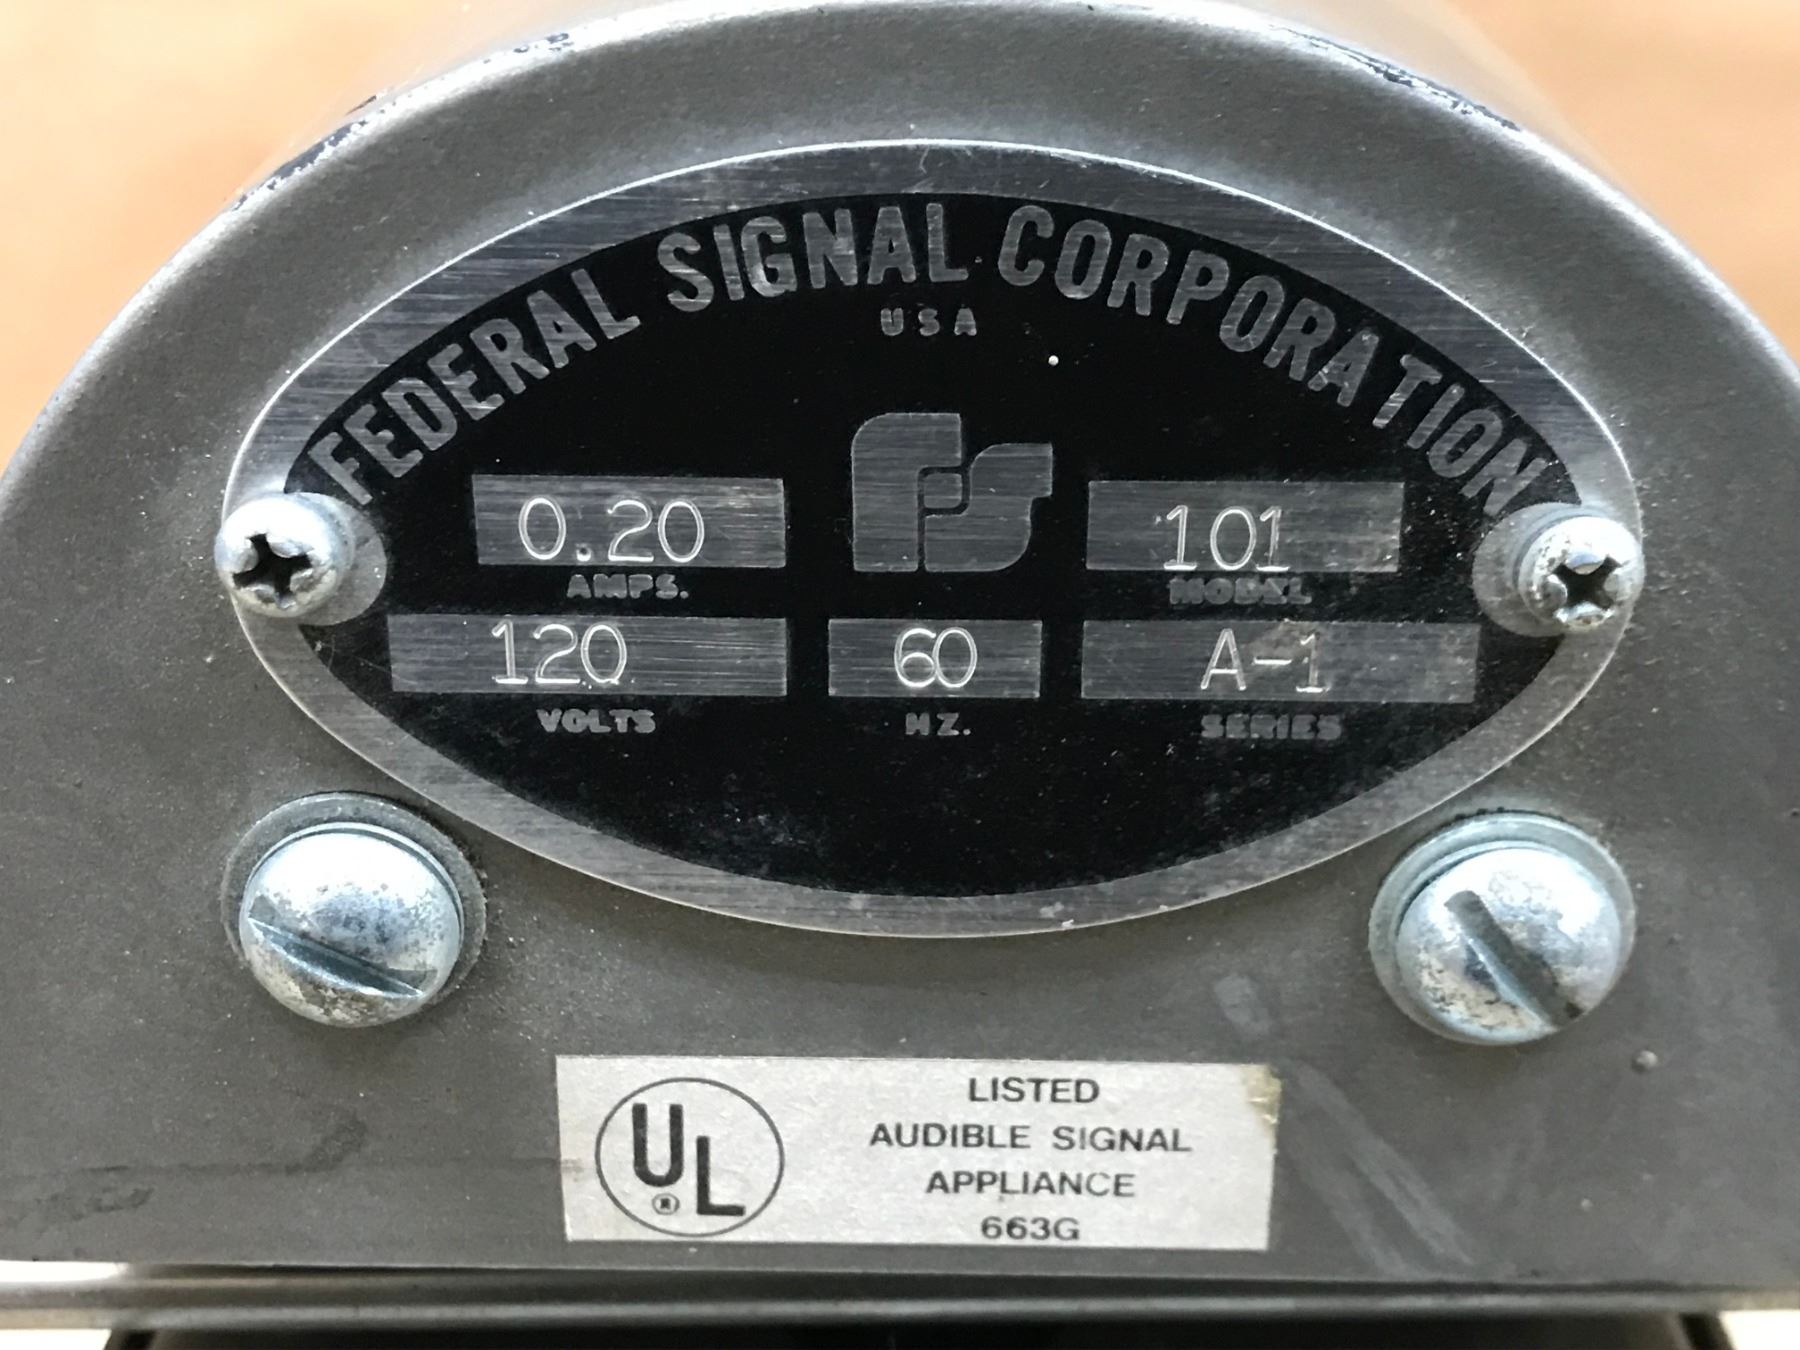 FEDERAL SIGNAL CORPORATION
USA
FS
0.20
AMPS.
101
MODEL
120
VOLTS
60
HZ.
A-1
SERIES
UL
®
LISTED
AUDIBLE SIGNAL
APPLIANCE
663G